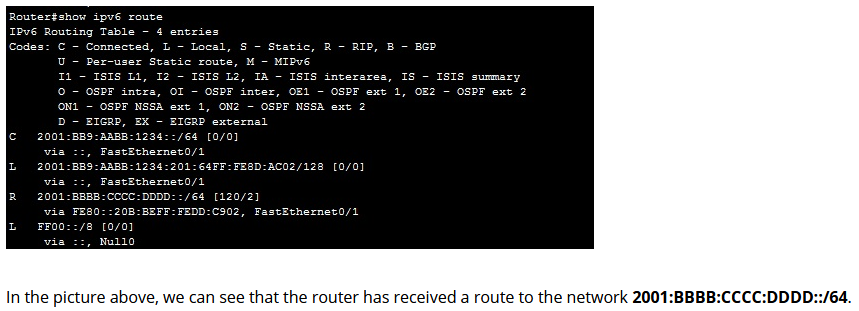 Router#show ipv6 route
IPv6 Routing Table - 4 entries
Codes: C - Connected, L - Local, S - Static, R - RIP, B - BGP
U - Per-user Static route, M - MIPv6
I1 - ISIS L1, I2 - ISIS L2, IA - ISIS interarea, IS - ISIS summary
O - OSPF intra, OI - OSPF inter, OE1 - OSPF ext 1, OE2 - OSPF ext 2
ON1 - OSPF NSSA ext 1, ON2 - OSPF NSSA ext 2
D - EIGRP, EX - EIGRP external
C 2001:BB9:AABB:1234::/64 [0/0]
via ::, FastEthernet0/1
L 2001:BB9:AABB:1234:201:64FF:FE8D:AC02/128 [0/0]
via ::, FastEthernet0/1
R 2001:BBBB:CCCC:DDDD::/64 [120/2]
via FE80::20B:BEFF:FEDD:C902, FastEthernet0/1
L FF00::/8 [0/0]
via ::, Null0
In the picture above, we can see that the router has received a route to the network 2001:BBBB:CCCC:DDDD::/64.